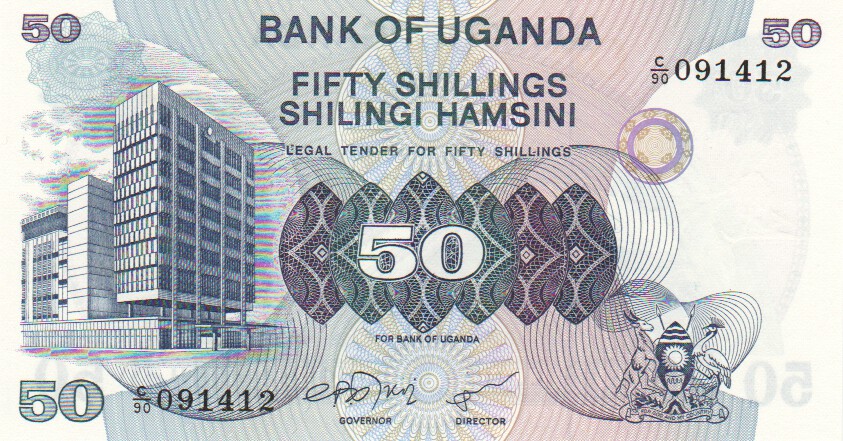 50
BANK OF UGANDA
50
C/90 091412
FIFTY SHILLINGS
SHILINGI HAMSINI
LEGAL TENDER FOR FIFTY SHILLINGS
50
FOR BANK OF UGANDA
50
C/90 091412
GOVERNOR
DIRECTOR